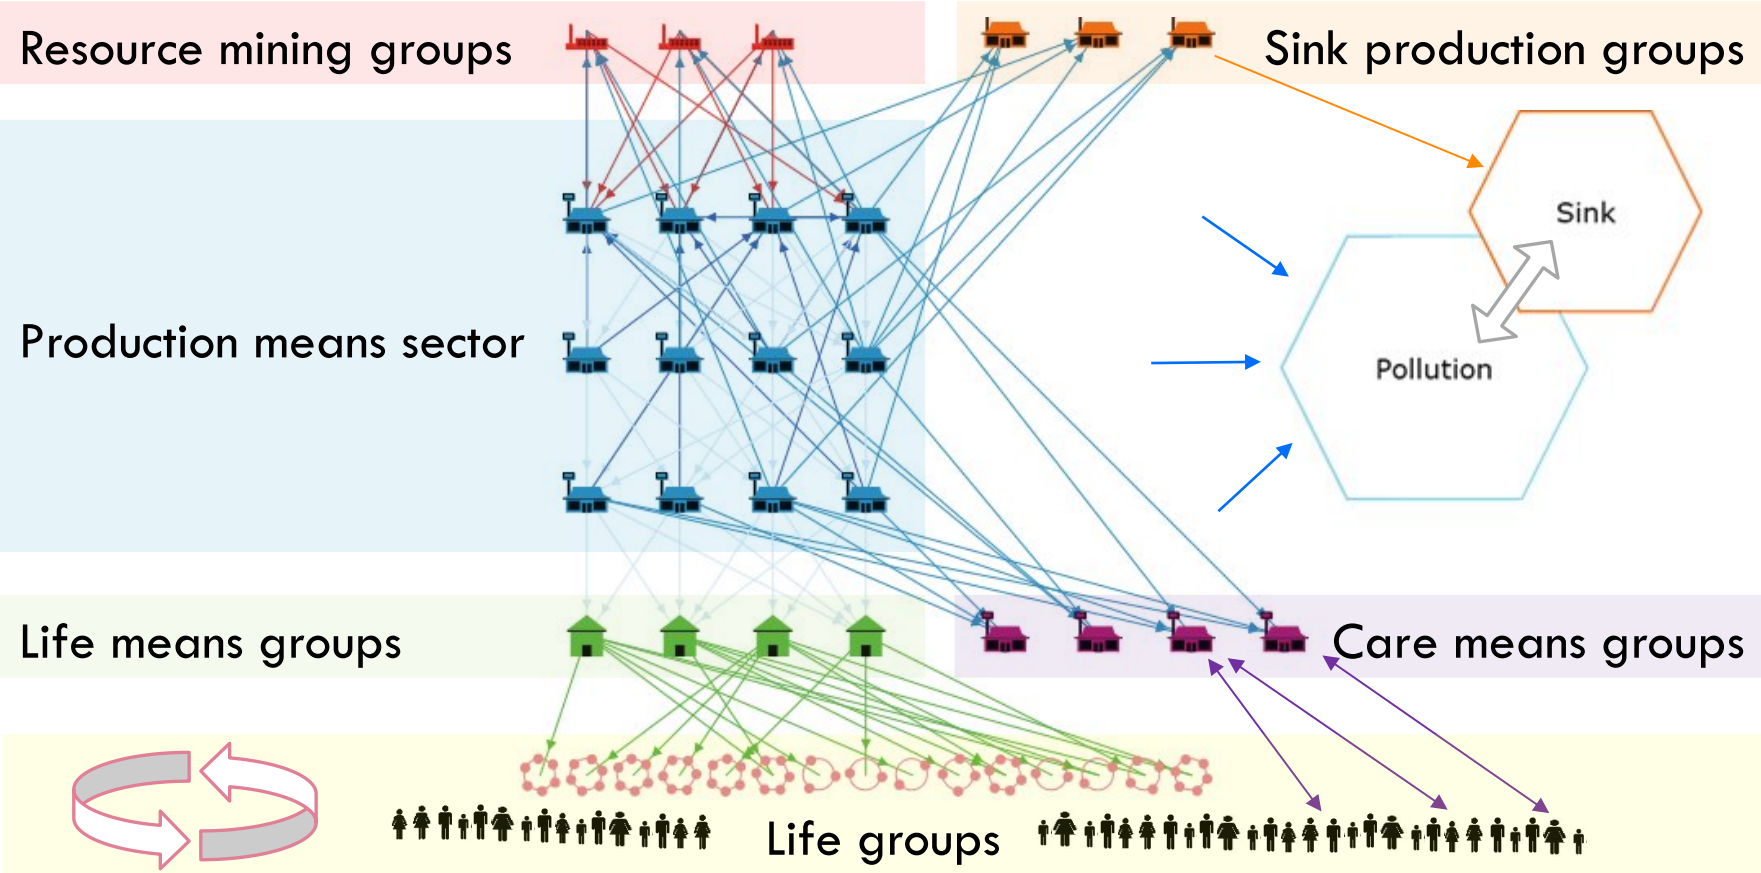 Resource mining groups
Sink production groups
Sink
Production means sector
Pollution
Life means groups
Care means groups
Life groups